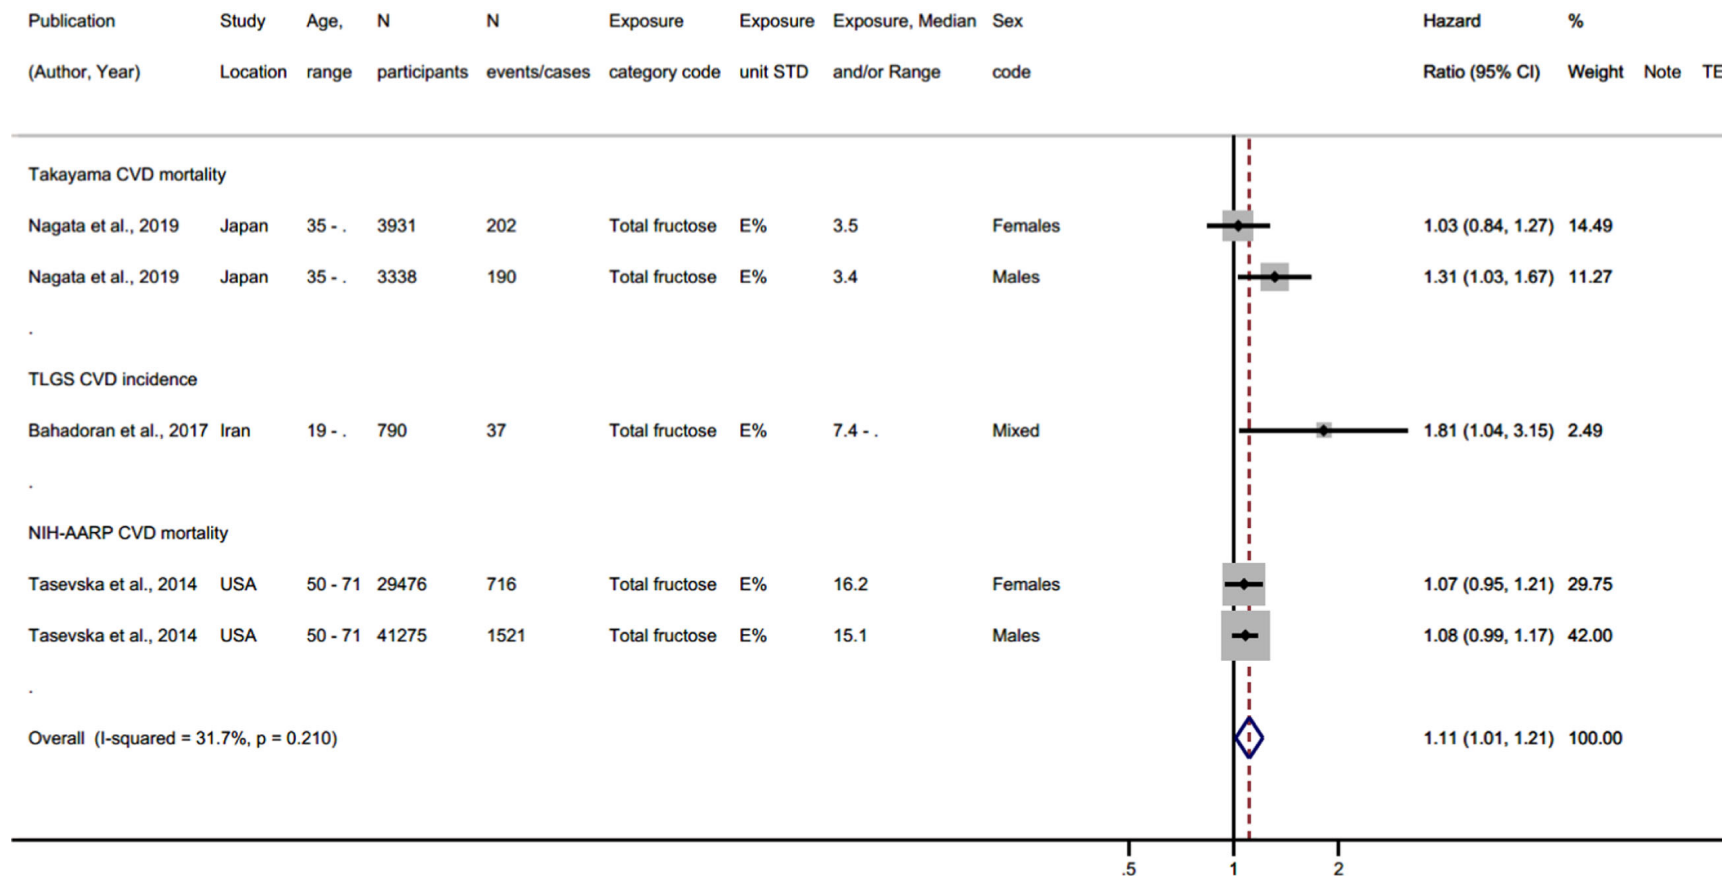 Publication Study Age, N N Exposure Exposure Exposure, Median Sex Hazard %
(Author, Year) Location range participants events/cases category code unit STD and/or Range code Ratio (95% CI) Weight Note TE
Takayama CVD mortality
Nagata et al., 2019 Japan 35 - . 3931 202 Total fructose E% 3.5 Females 1.03 (0.84, 1.27) 14.49
Nagata et al., 2019 Japan 35 - . 3338 190 Total fructose E% 3.4 Males 1.31 (1.03, 1.67) 11.27
.
TLGS CVD incidence
Bahadoran et al., 2017 Iran 19 - . 790 37 Total fructose E% 7.4 - . Mixed 1.81 (1.04, 3.15) 2.49
.
NIH-AARP CVD mortality
Tasevska et al., 2014 USA 50 - 71 29476 716 Total fructose E% 16.2 Females 1.07 (0.95, 1.21) 29.75
Tasevska et al., 2014 USA 50 - 71 41275 1521 Total fructose E% 15.1 Males 1.08 (0.99, 1.17) 42.00
.
Overall (I-squared = 31.7%, p = 0.210) 1.11 (1.01, 1.21) 100.00
.5 1 2